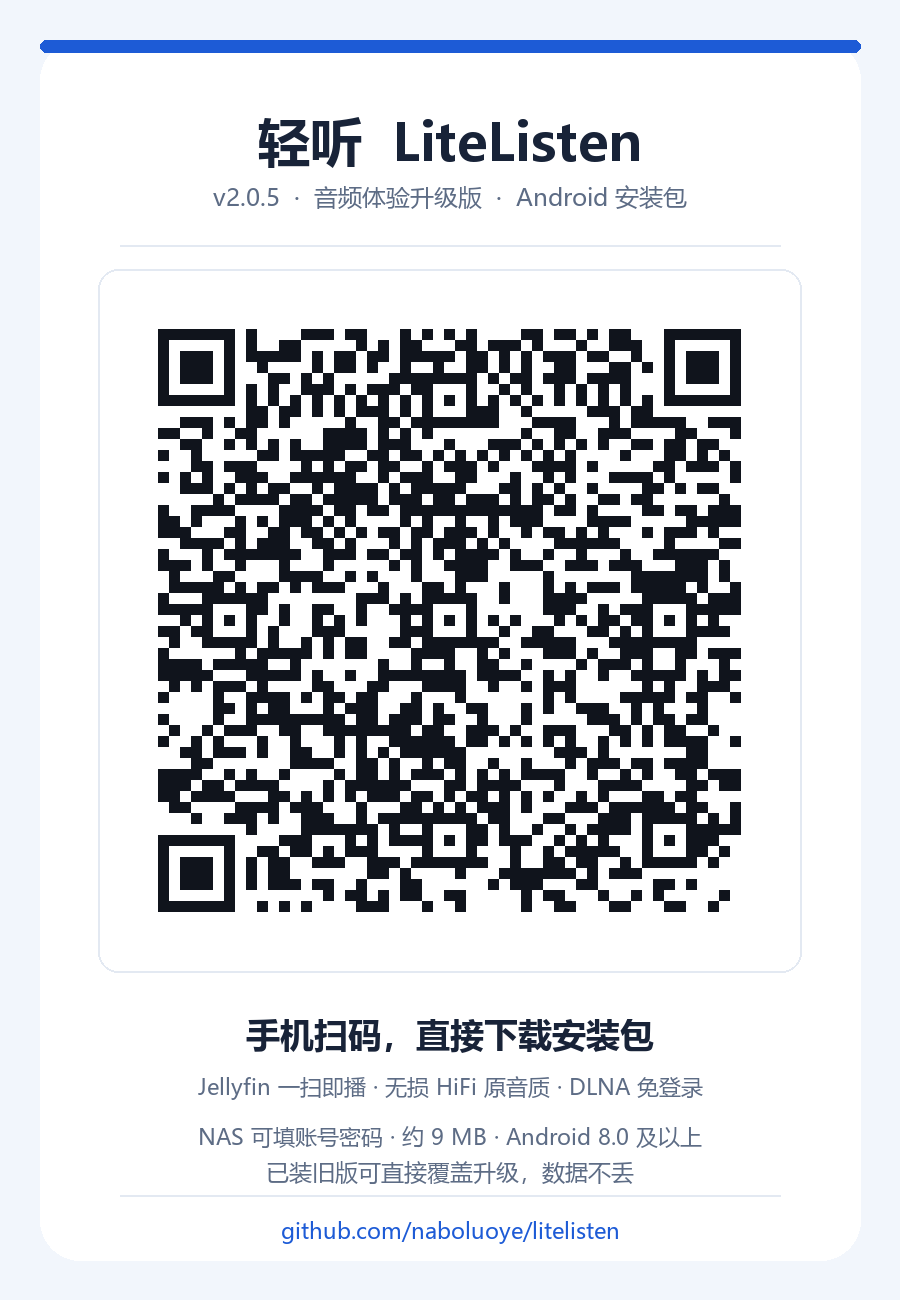 轻听 LiteListen
v2.0.5 · 音频体验升级版 · Android 安装包
手机扫码，直接下载安装包
Jellyfin 一扫即播 · 无损 HiFi 原音质 · DLNA 免登录
NAS 可填账号密码 · 约 9 MB · Android 8.0 及以上
已装旧版可直接覆盖升级，数据不丢
github.com/naboluoye/litelisten